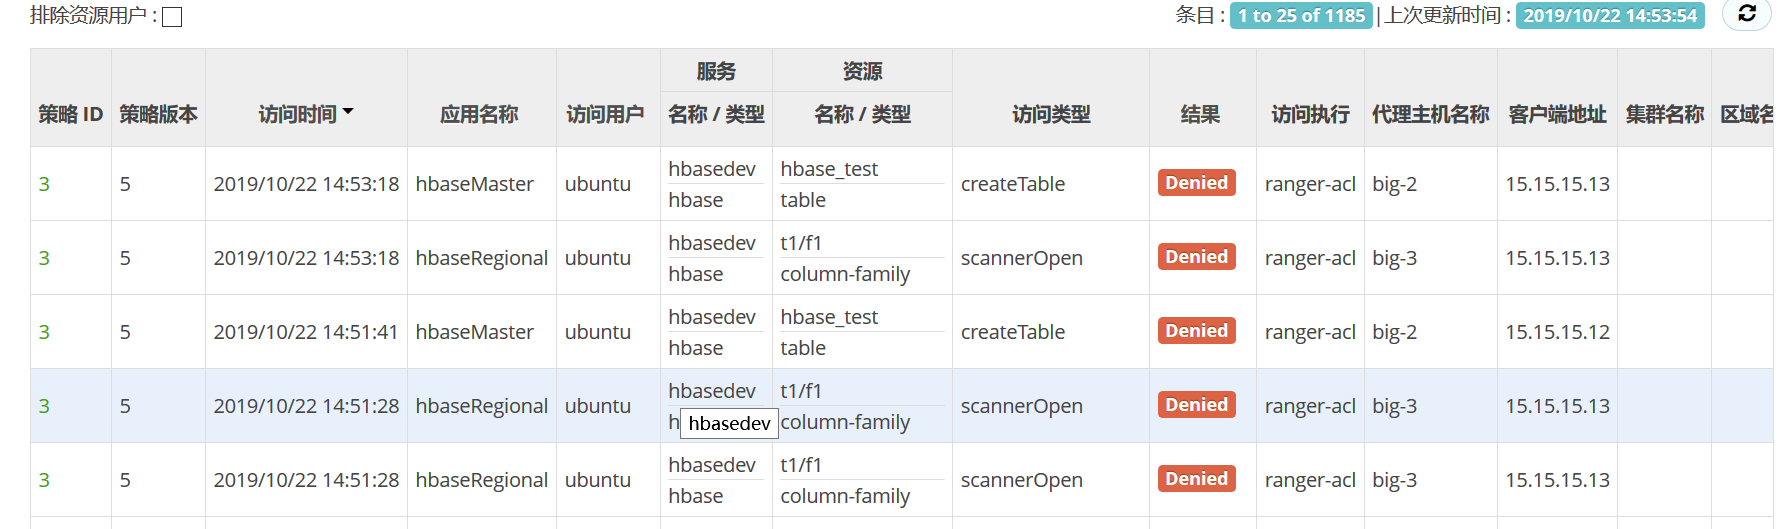 排除资源用户 :
条目 : 1 to 25 of 1185 | 上次更新时间 : 2019/10/22 14:53:54
服务 资源
策略 ID 策略版本 访问时间 应用名称 访问用户 名称 / 类型 名称 / 类型 访问类型 结果 访问执行 代理主机名称 客户端地址 集群名称 区域名
hbasedev hbase_test
3 5 2019/10/22 14:53:18 hbaseMaster ubuntu createTable Denied ranger-acl big-2 15.15.15.13
hbase table
hbasedev t1/f1
3 5 2019/10/22 14:53:18 hbaseRegional ubuntu scannerOpen Denied ranger-acl big-3 15.15.15.13
hbase column-family
hbasedev hbase_test
3 5 2019/10/22 14:51:41 hbaseMaster ubuntu createTable Denied ranger-acl big-2 15.15.15.12
hbase table
hbasedev t1/f1
3 5 2019/10/22 14:51:28 hbaseRegional ubuntu scannerOpen Denied ranger-acl big-3 15.15.15.13
h hbasedev column-family
hbasedev t1/f1
3 5 2019/10/22 14:51:28 hbaseRegional ubuntu scannerOpen Denied ranger-acl big-3 15.15.15.13
hbase column-family